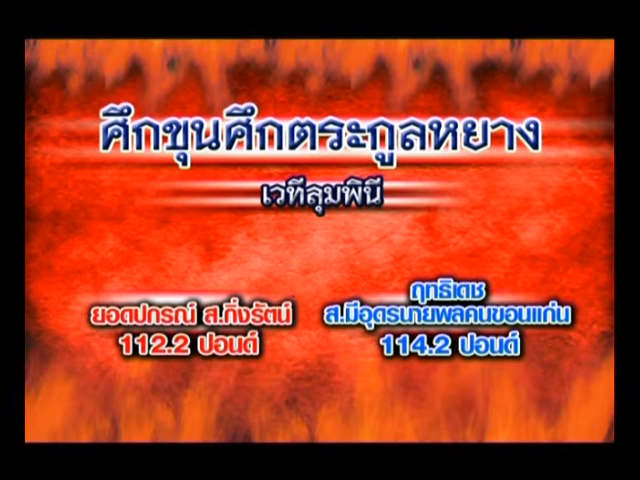 ศึกขุนศึกตระกูลหยาง
เวทีลุมพินี
ยอดปกรณ์ ส.กิ่งรัตน์
112.2 ปอนด์
ฤทธิเดช
ส.มีอุดรนายพลคนขอนแก่น
114.2 ปอนด์